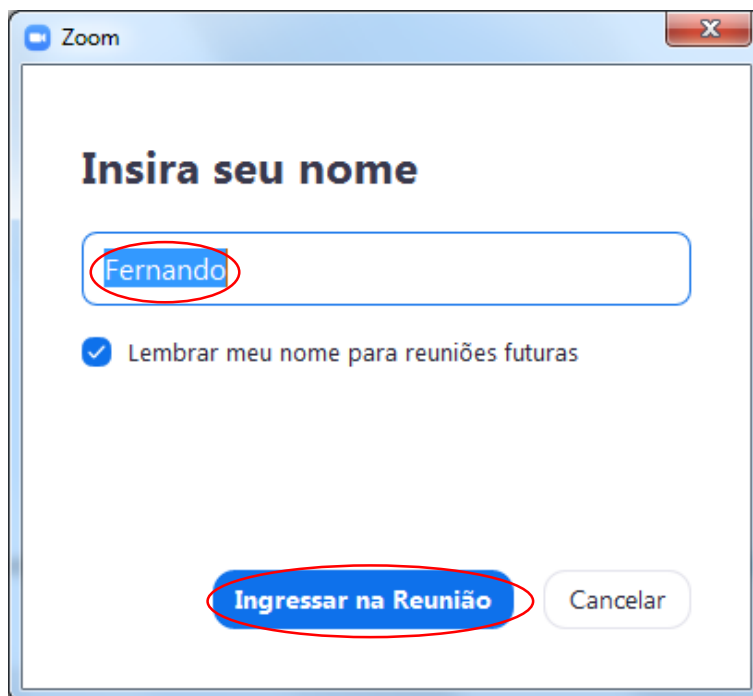 Zoom
Insira seu nome
Fernando
Lembrar meu nome para reuniões futuras
Ingressar na Reunião
Cancelar